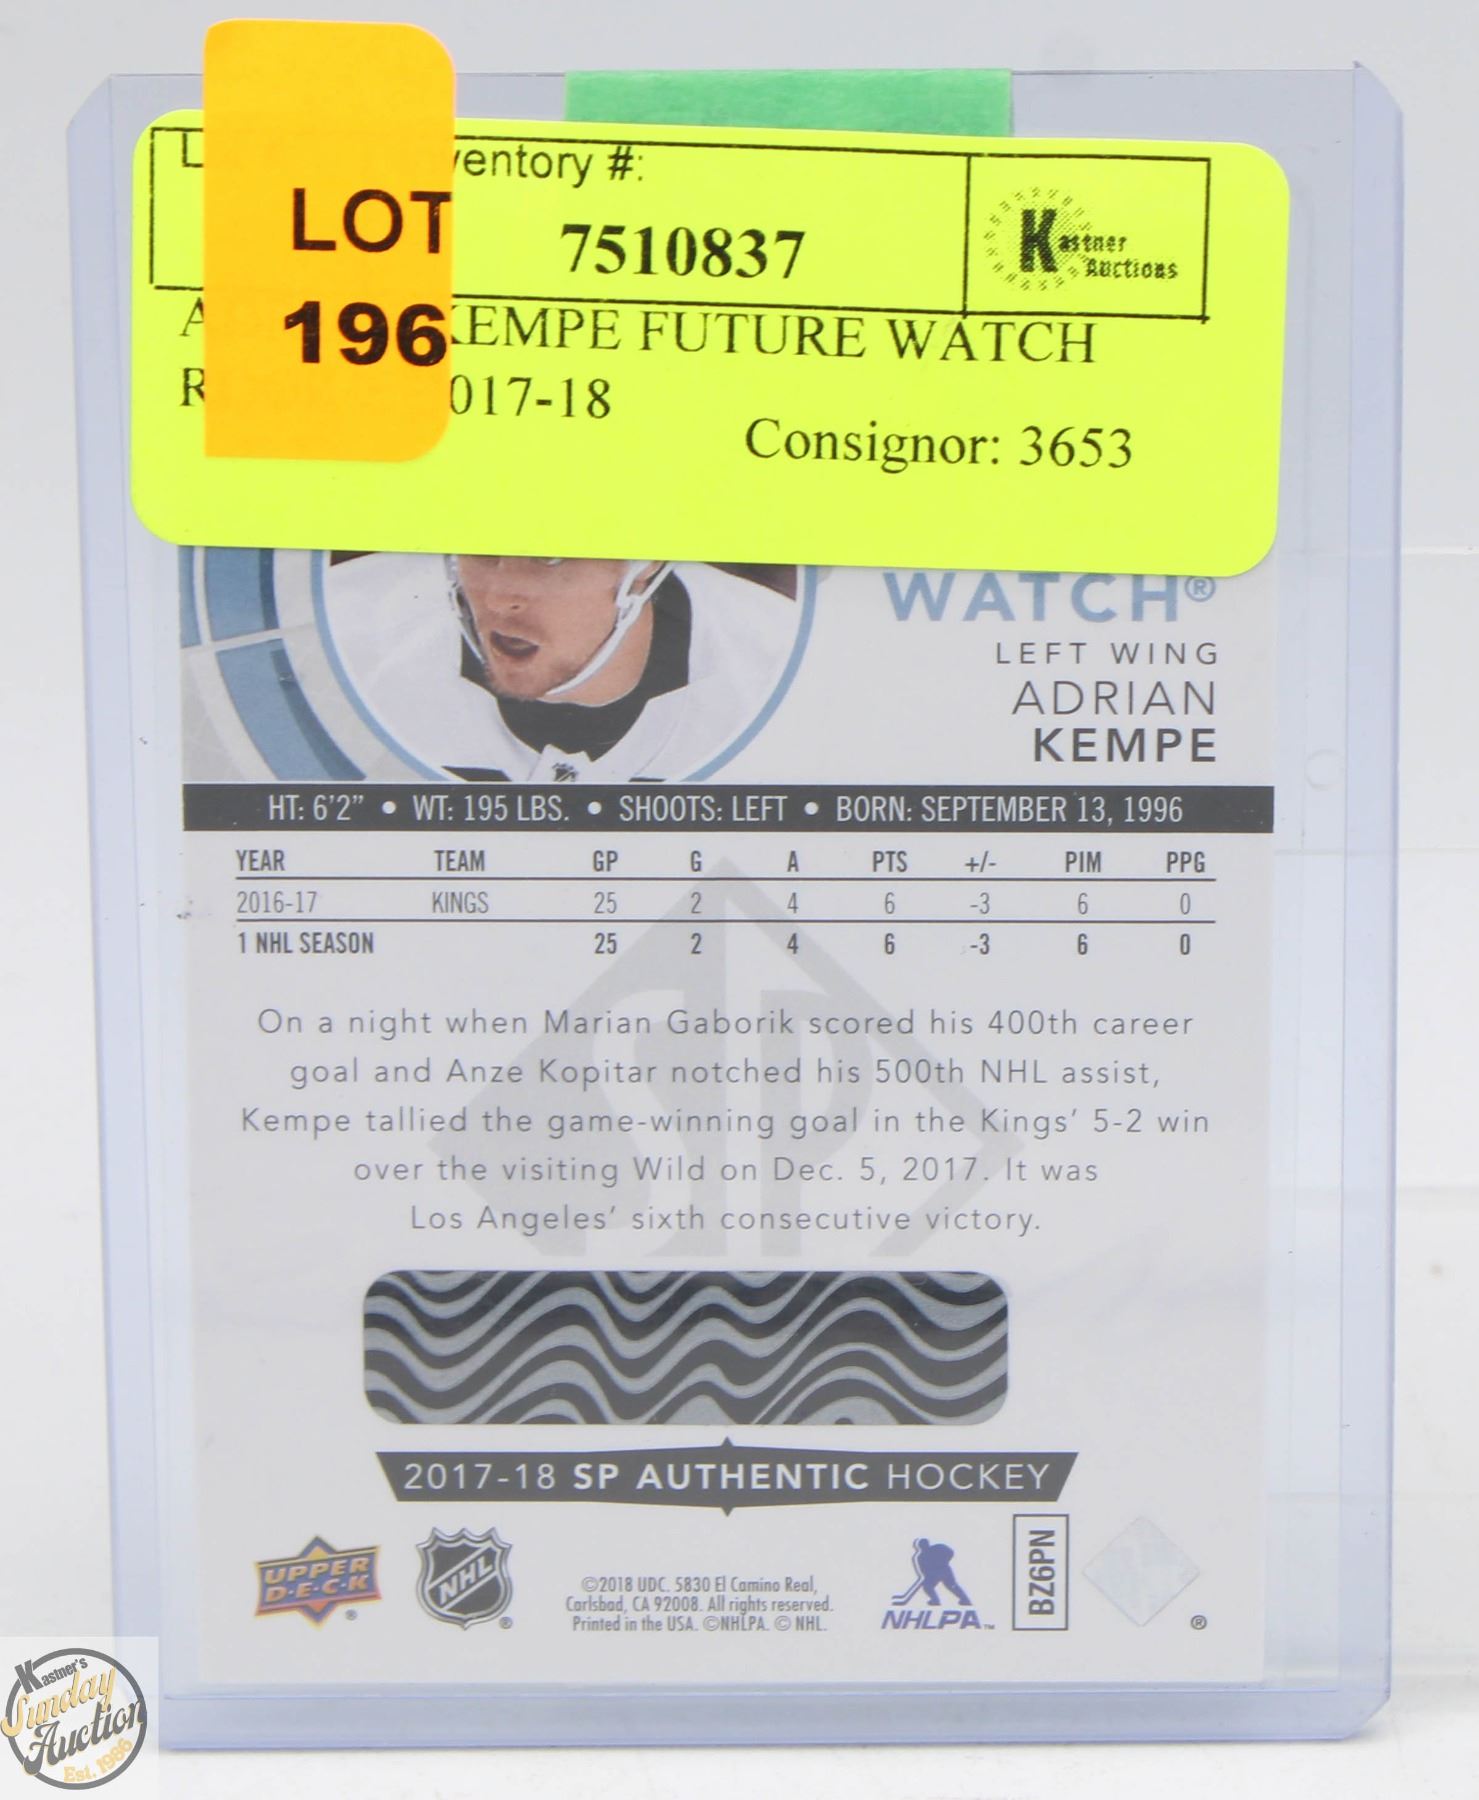 LOT
196
ventory #:
7510837
Kastner
Auctions
KEMPE FUTURE WATCH
017-18
Consignor: 3653
WATCH®
LEFT WING
ADRIAN
KEMPE
HT: 6'2” • WT: 195 LBS. • SHOOTS: LEFT • BORN: SEPTEMBER 13, 1996
YEAR TEAM GP G A PTS +/- PIM PPG
2016-17 KINGS 25 2 4 6 -3 6 0
1 NHL SEASON 25 2 4 6 -3 6 0
On a night when Marian Gaborik scored his 400th career
goal and Anze Kopitar notched his 500th NHL assist,
Kempe tallied the game-winning goal in the Kings’ 5-2 win
over the visiting Wild on Dec. 5, 2017. It was
Los Angeles’ sixth consecutive victory.
SP
2017-18 SP AUTHENTIC HOCKEY
UPPER
D·E·C·K ®
NHL ®
©2018 UDC. 5830 El Camino Real,
Carlsbad, CA 92008. All rights reserved.
Printed in the USA. ©NHLPA. © NHL.
NHLPA™
BZ6PN
®
Kastner's
Sunday
Auction
Est. 1986